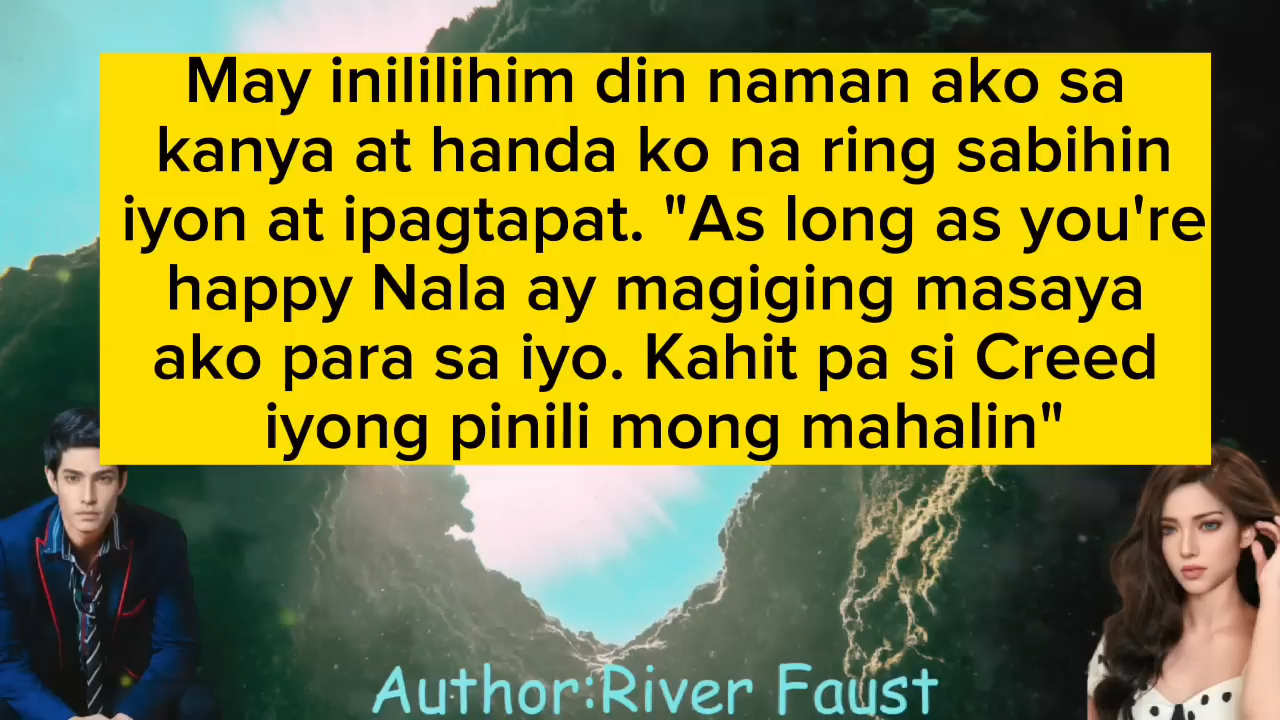 May inililihim din naman ako sa
kanya at handa ko na ring sabihin
iyon at ipagtapat. "As long as you're
happy Nala ay magiging masaya
ako para sa iyo. Kahit pa si Creed
iyong pinili mong mahalin"
Author:River Faust